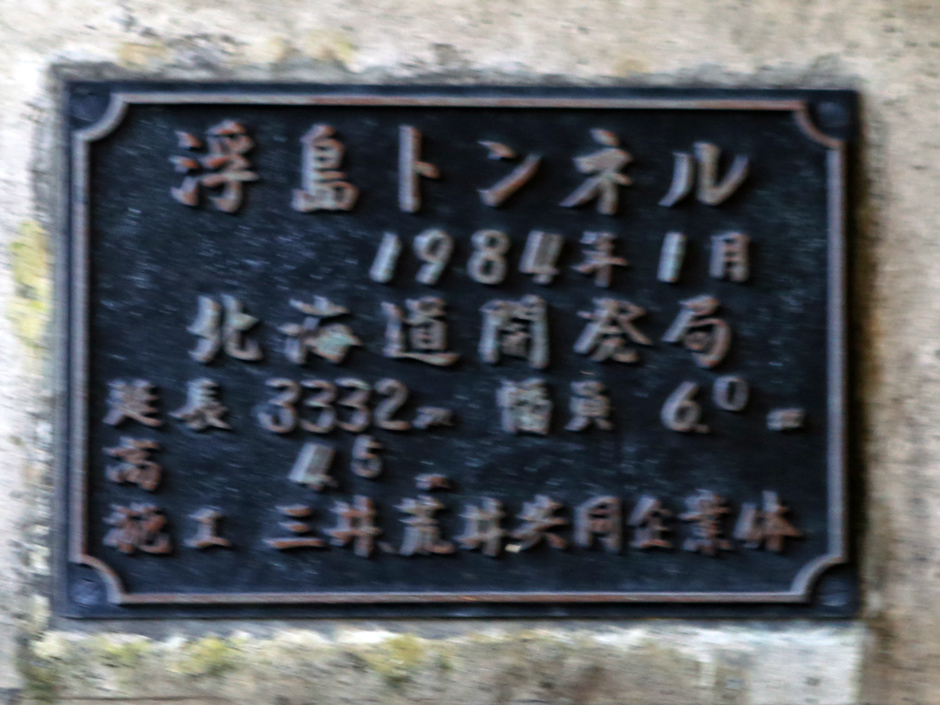 浮島トンネル
1984年1月
北海道開発局
延長 3332m 幅員 6.0m
高 4.5m
施工 三井、荒井共同企業体